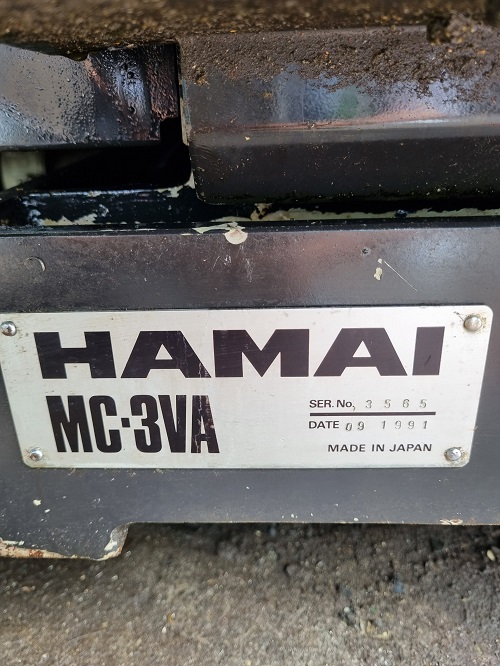 HAMAI
MC-3VA
SER. No. 3565
DATE 09 1991
MADE IN JAPAN